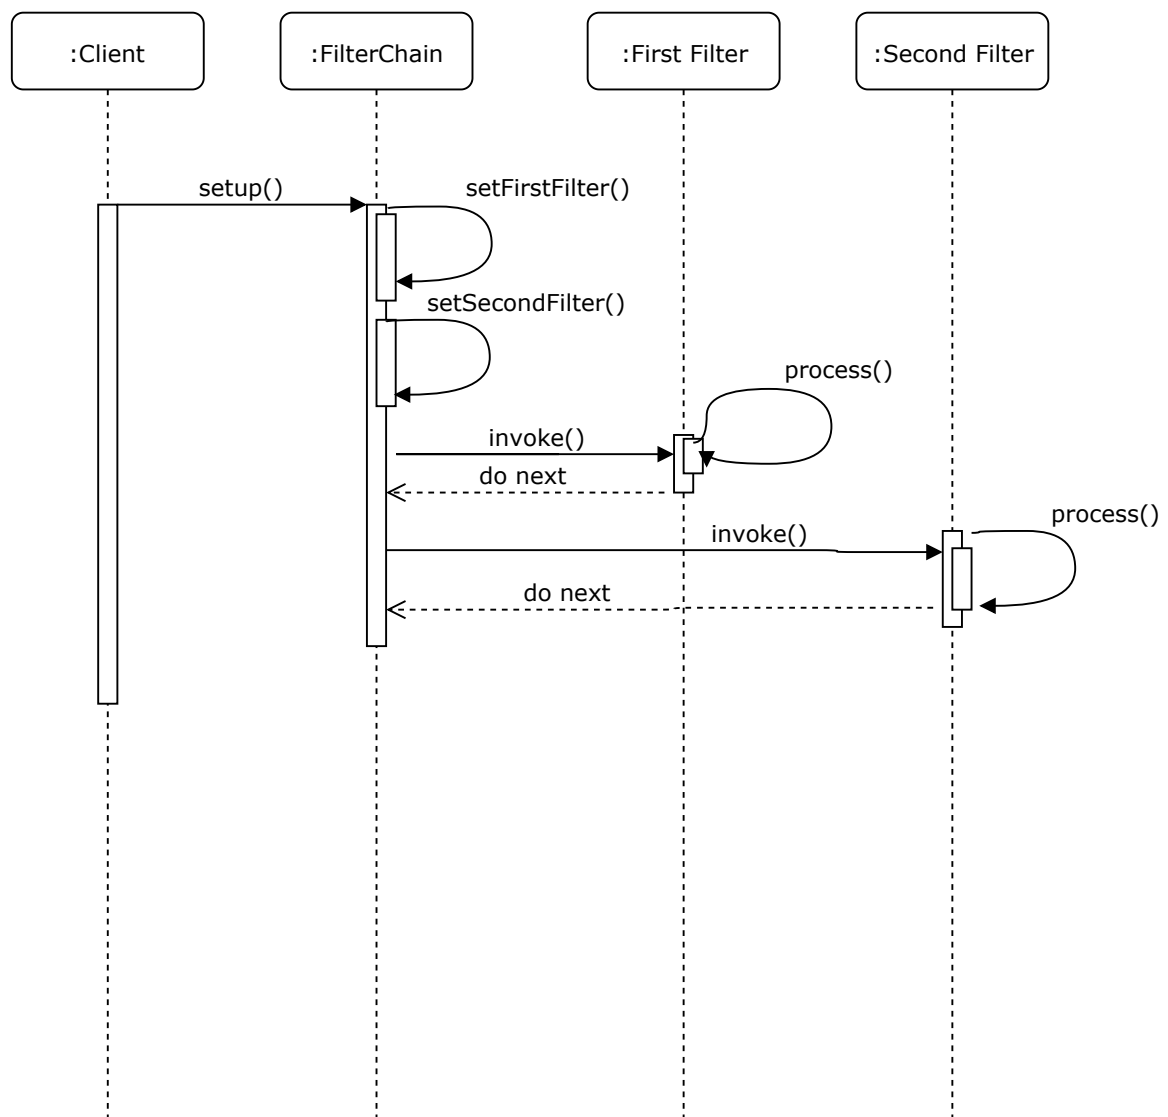 :Client
:FilterChain
:First Filter
:Second Filter
setup()
setFirstFilter()
setSecondFilter()
process()
invoke()
do next
process()
invoke()
do next